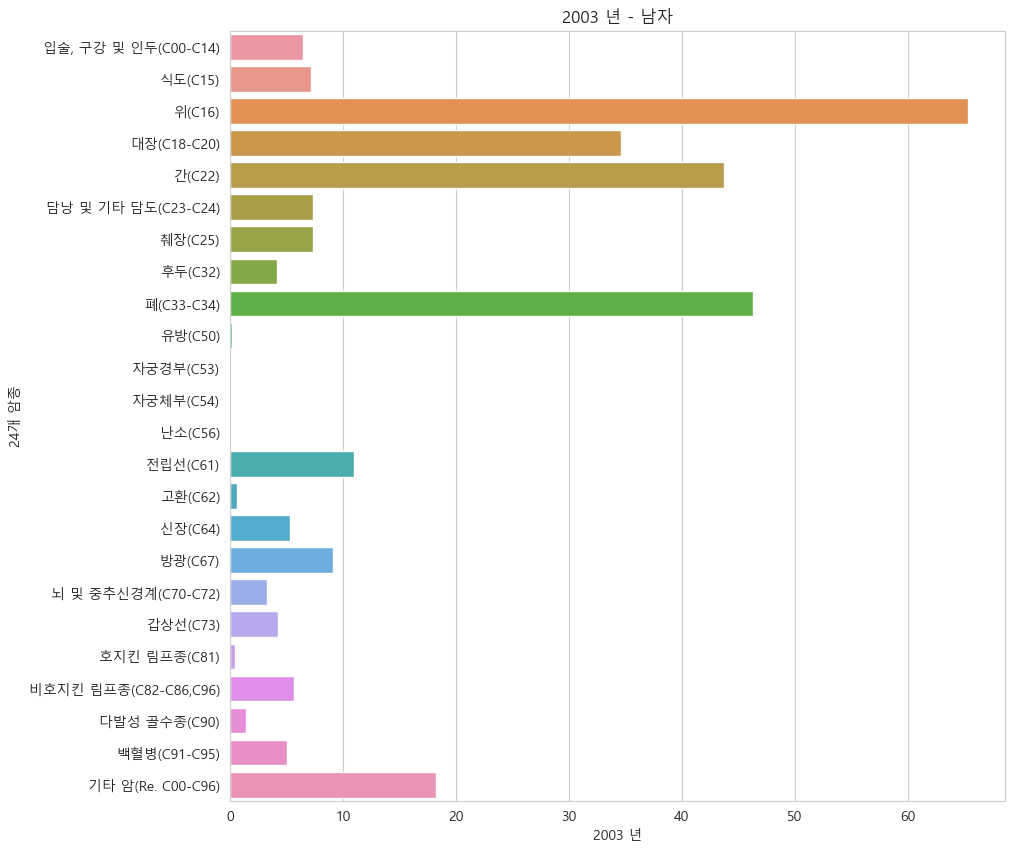 2003 년 - 남자
입술, 구강 및 인두(C00-C14)
식도(C15)
위(C16)
대장(C18-C20)
간(C22)
담낭 및 기타 담도(C23-C24)
췌장(C25)
후두(C32)
폐(C33-C34)
유방(C50)
자궁경부(C53)
자궁체부(C54)
난소(C56)
전립선(C61)
고환(C62)
신장(C64)
방광(C67)
뇌 및 중추신경계(C70-C72)
갑상선(C73)
호지킨 림프종(C81)
비호지킨 림프종(C82-C86,C96)
다발성 골수종(C90)
백혈병(C91-C95)
기타 암(Re. C00-C96)
24개 암종
0 10 20 30 40 50 60
2003 년